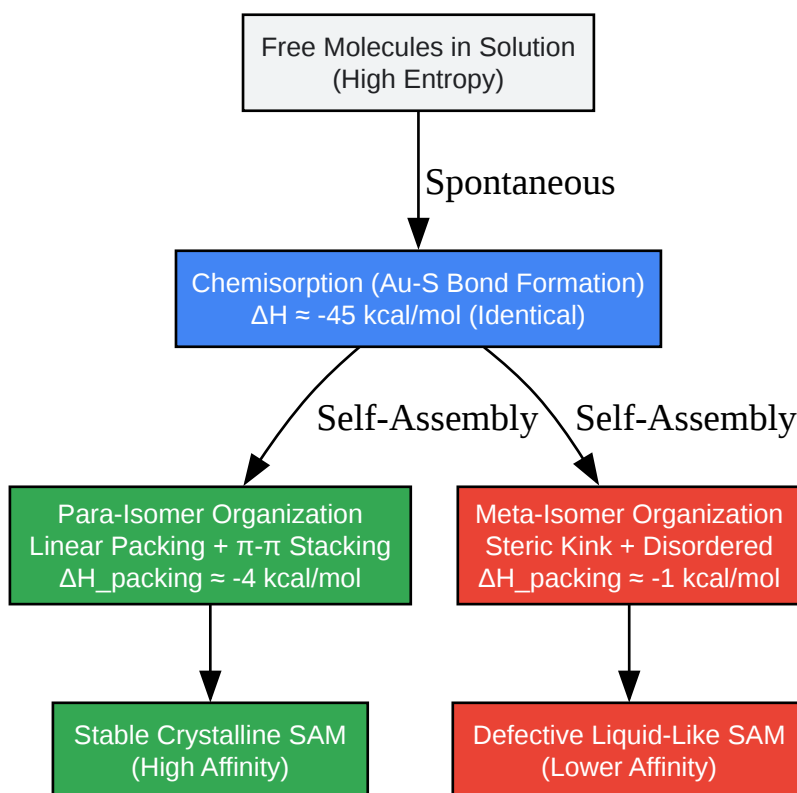 Free Molecules in Solution
(High Entropy)
Spontaneous
Chemisorption (Au-S Bond Formation)
ΔH ≈ -45 kcal/mol (Identical)
Self-Assembly
Self-Assembly
Para-Isomer Organization
Linear Packing + π-π Stacking
ΔH_packing ≈ -4 kcal/mol
Meta-Isomer Organization
Steric Kink + Disordered
ΔH_packing ≈ -1 kcal/mol
Stable Crystalline SAM
(High Affinity)
Defective Liquid-Like SAM
(Lower Affinity)